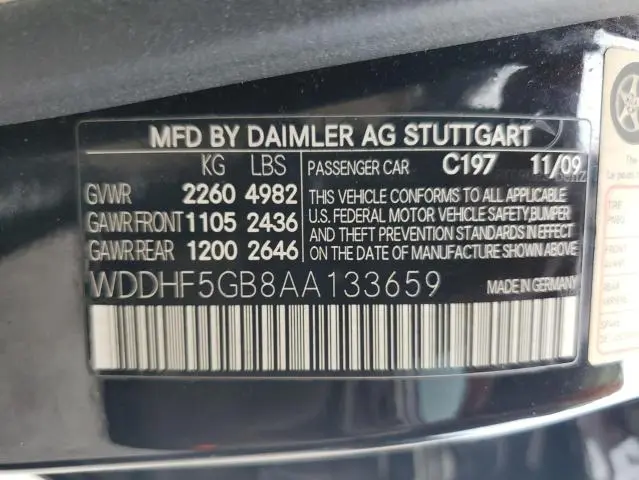 MFD BY DAIMLER AG STUTTGART
KG LBS PASSENGER CAR C197 11/09
GVWR 2260 4982
GAWR FRONT 1105 2436
GAWR REAR 1200 2646
THIS VEHICLE CONFORMS TO ALL APPLICABLE
U.S. FEDERAL MOTOR VEHICLE SAFETY,BUMPER,
AND THEFT PREVENTION STANDARDS IN EFFECT
ON THE DATE OF MANUFACTURE SHOWN ABOVE.
WDDHF5GB8AA133659
MADE IN GERMANY